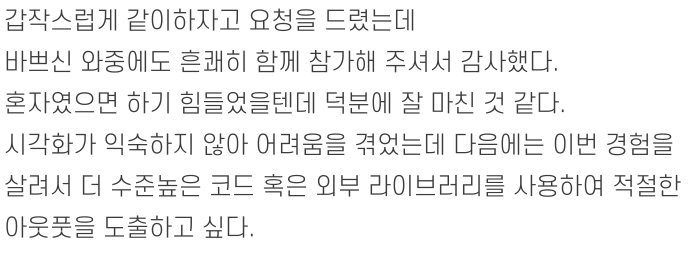 갑작스럽게 같이하자고 요청을 드렸는데
바쁘신 와중에도 흔쾌히 함께 참가해 주셔서 감사했다.
혼자였으면 하기 힘들었을텐데 덕분에 잘 마친 것 같다.
시각화가 익숙하지 않아 어려움을 겪었는데 다음에는 이번 경험을
살려서 더 수준높은 코드 혹은 외부 라이브러리를 사용하여 적절한
아웃풋을 도출하고 싶다.